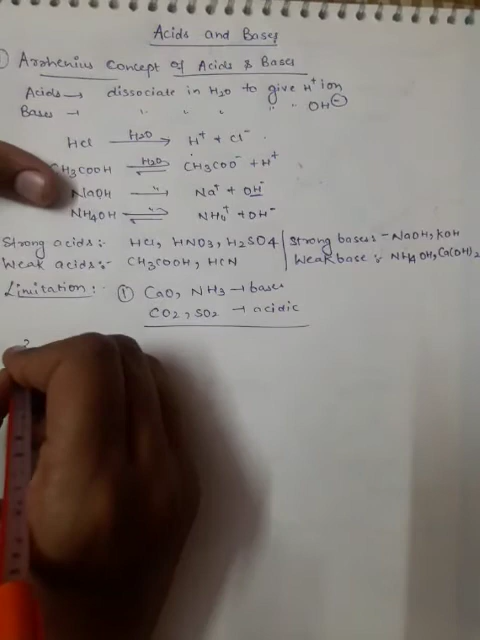 Acids and Bases
① Arrhenius Concept of Acids & Bases
Acids → dissociate in H2O to give H+ ion
Bases → " " " " " OH⊖
Hcl —H2O→ H+ + Cl-
CH3COOH ⇌H2O CH3COO- + H+
NaOH —"→ Na+ + OH-
NH4OH ⇌" NH4+ + OH-
Strong acids:- HCl, HNO3, H2SO4 | Strong bases - NaOH, KOH
Weak acids:- CH3COOH, HCN | Weak base: NH4OH, Ca(OH)2
Limitation:- ① CaO, NH3 → bases
CO2, SO2 → acidic